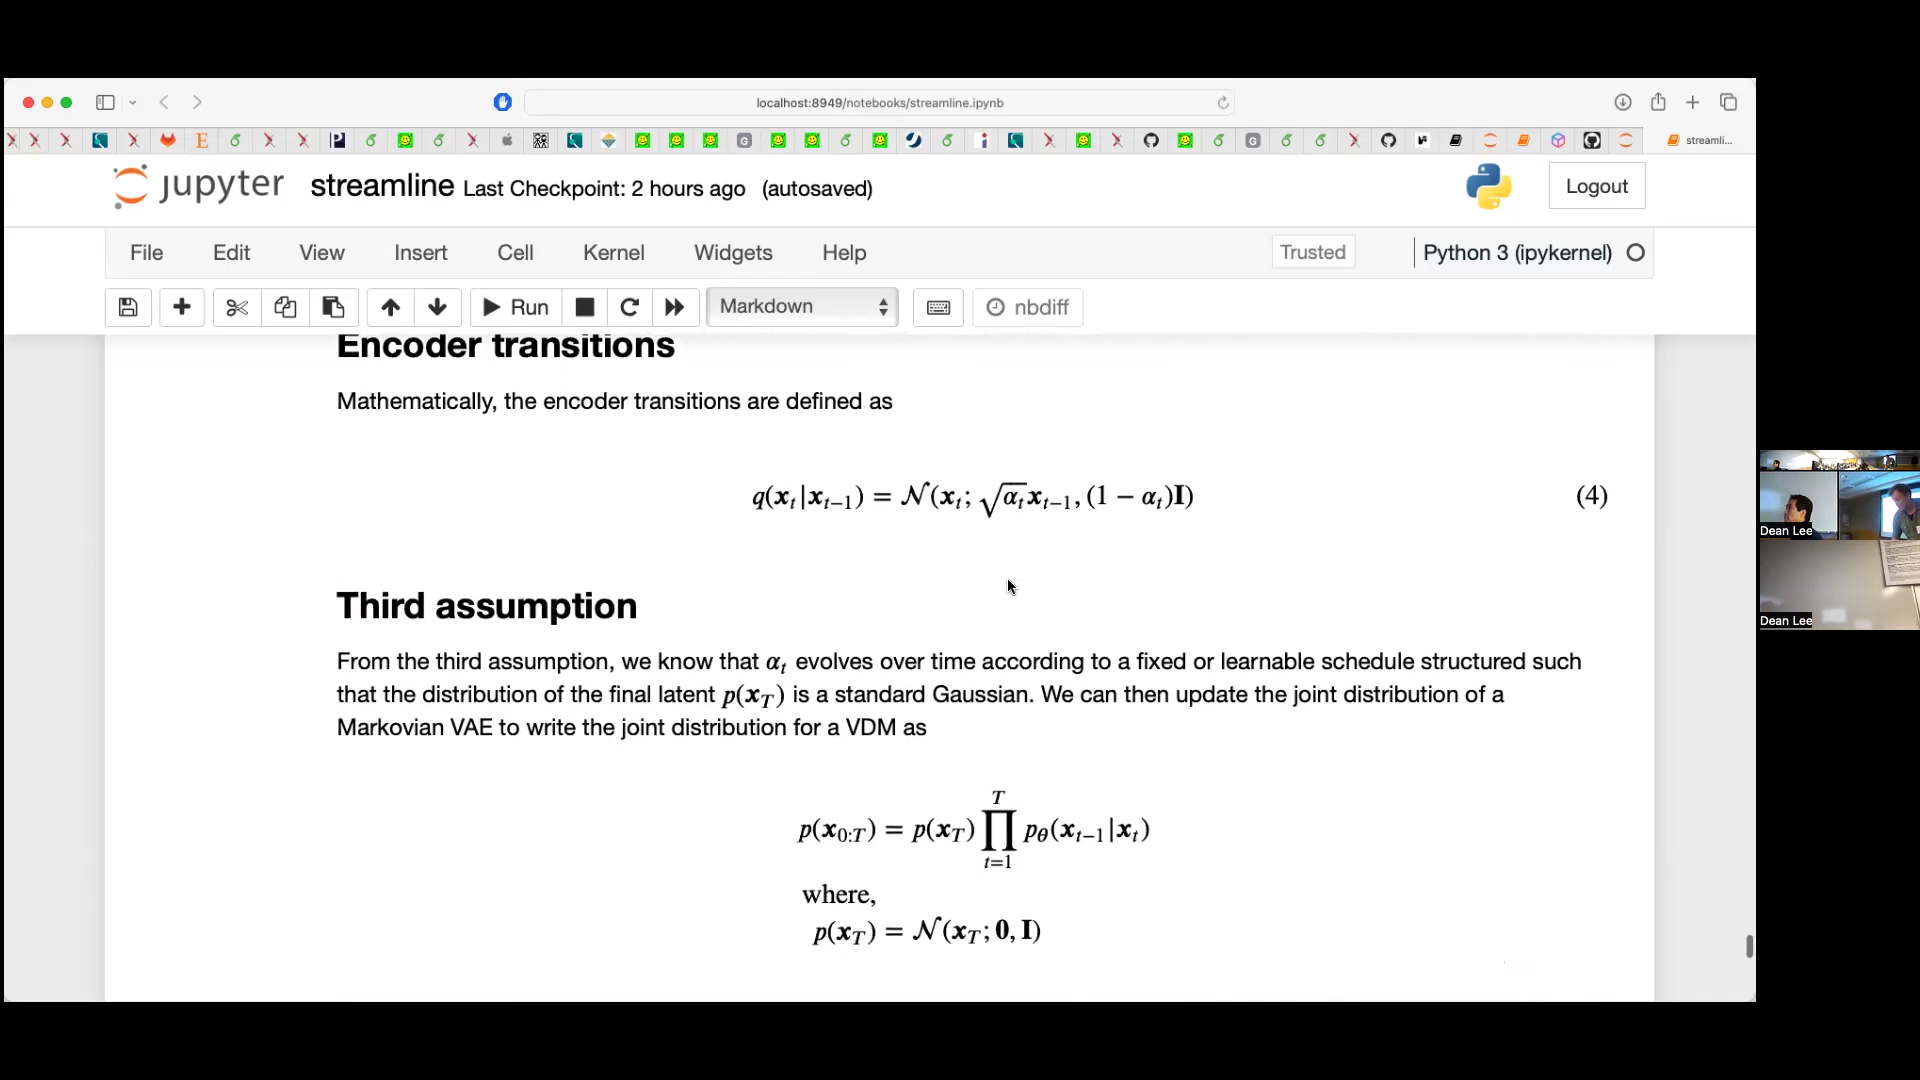 localhost:8949/notebooks/streamline.ipynb
streamli...
jupyter streamline Last Checkpoint: 2 hours ago (autosaved)
Logout
File Edit View Insert Cell Kernel Widgets Help
Trusted Python 3 (ipykernel)
Run Markdown nbdiff
Encoder transitions
Mathematically, the encoder transitions are defined as
q(x_t|x_{t−1}) = 𝒩(x_t; √α_t x_{t−1}, (1 − α_t)I) (4)
Third assumption
From the third assumption, we know that α_t evolves over time according to a fixed or learnable schedule structured such
that the distribution of the final latent p(x_T) is a standard Gaussian. We can then update the joint distribution of a
Markovian VAE to write the joint distribution for a VDM as
p(x_{0:T}) = p(x_T) ∏_{t=1}^{T} p_θ(x_{t−1}|x_t)
where,
p(x_T) = 𝒩(x_T; 0, I)
Dean Lee
Dean Lee